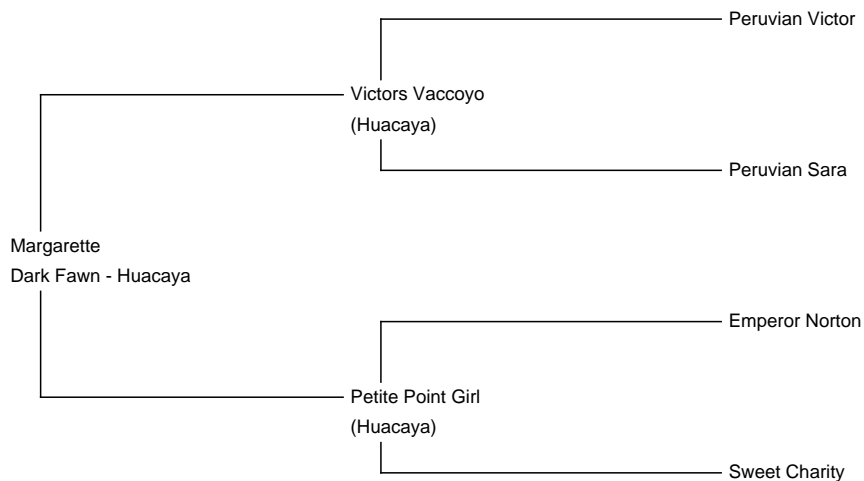 Peruvian Victor
Victors Vaccoyo
(Huacaya)
Peruvian Sara
Margarette
Dark Fawn - Huacaya
Emperor Norton
Petite Point Girl
(Huacaya)
Sweet Charity